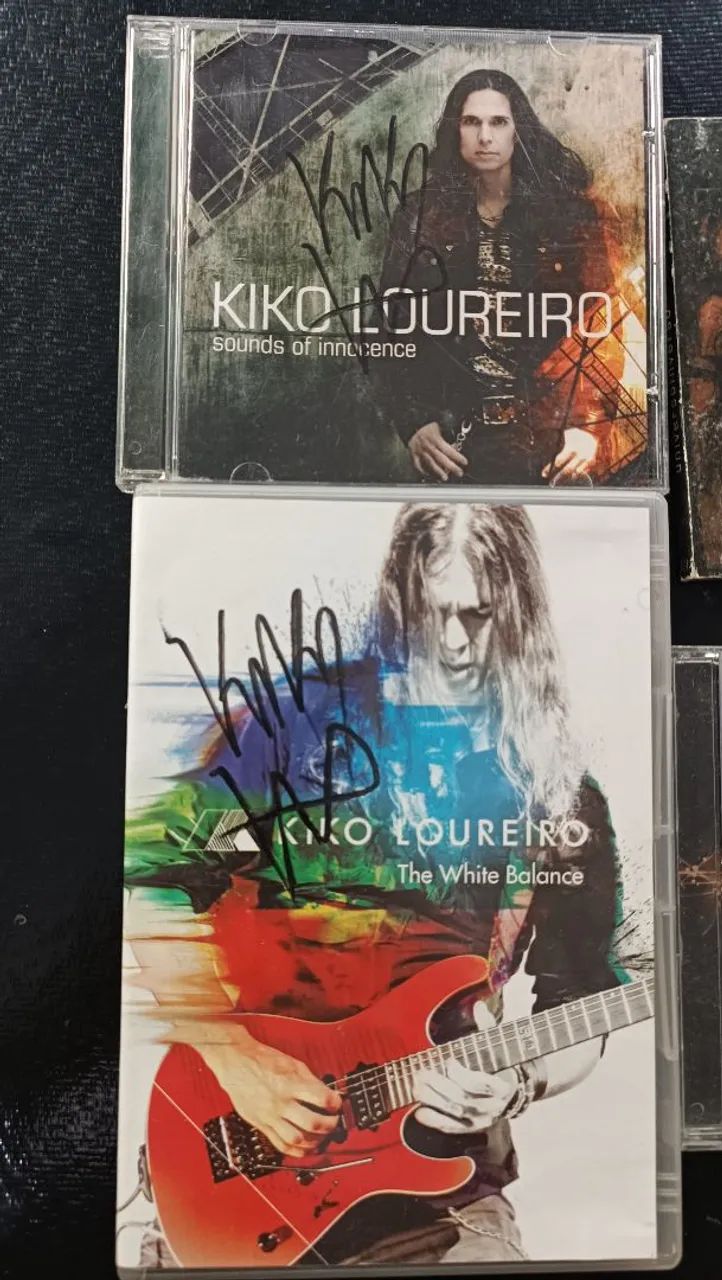 KIKO LOUREIRO
sounds of innocence
KIKO LOUREIRO
The White Balance